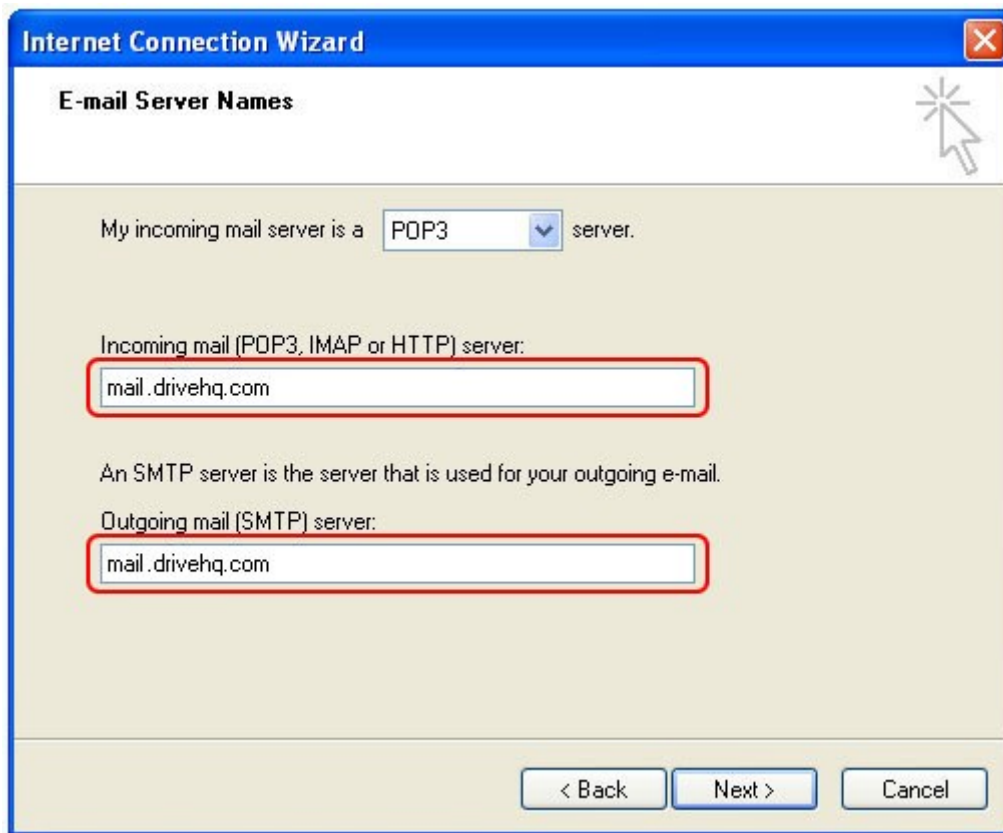 Internet Connection Wizard
E-mail Server Names
My incoming mail server is a POP3 server.
Incoming mail (POP3, IMAP or HTTP) server:
mail.drivehq.com
An SMTP server is the server that is used for your outgoing e-mail.
Outgoing mail (SMTP) server:
mail.drivehq.com
< Back Next > Cancel